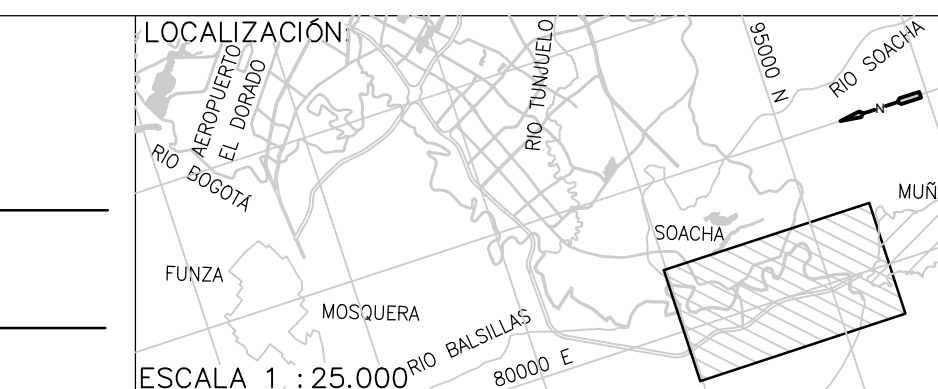 LOCALIZACIÓN:
AEROPUERTO
EL DORADO
RIO BOGOTÁ
RIO TUNJUELO
95000 N
RIO SOACHA
N
MUÑ
SOACHA
FUNZA
MOSQUERA
RIO BALSILLAS
80000 E
ESCALA 1 : 25.000